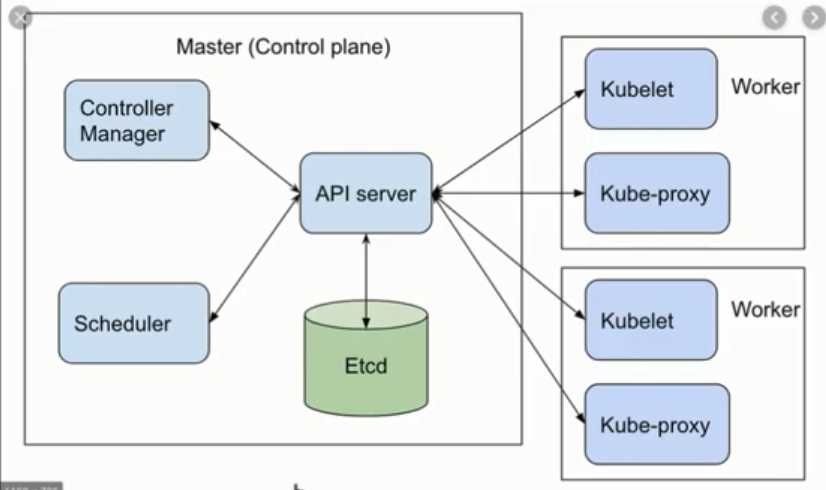 Master (Control plane)
Controller
Manager
API server
Scheduler
Etcd
Kubelet
Worker
Kube-proxy
Kubelet
Worker
Kube-proxy